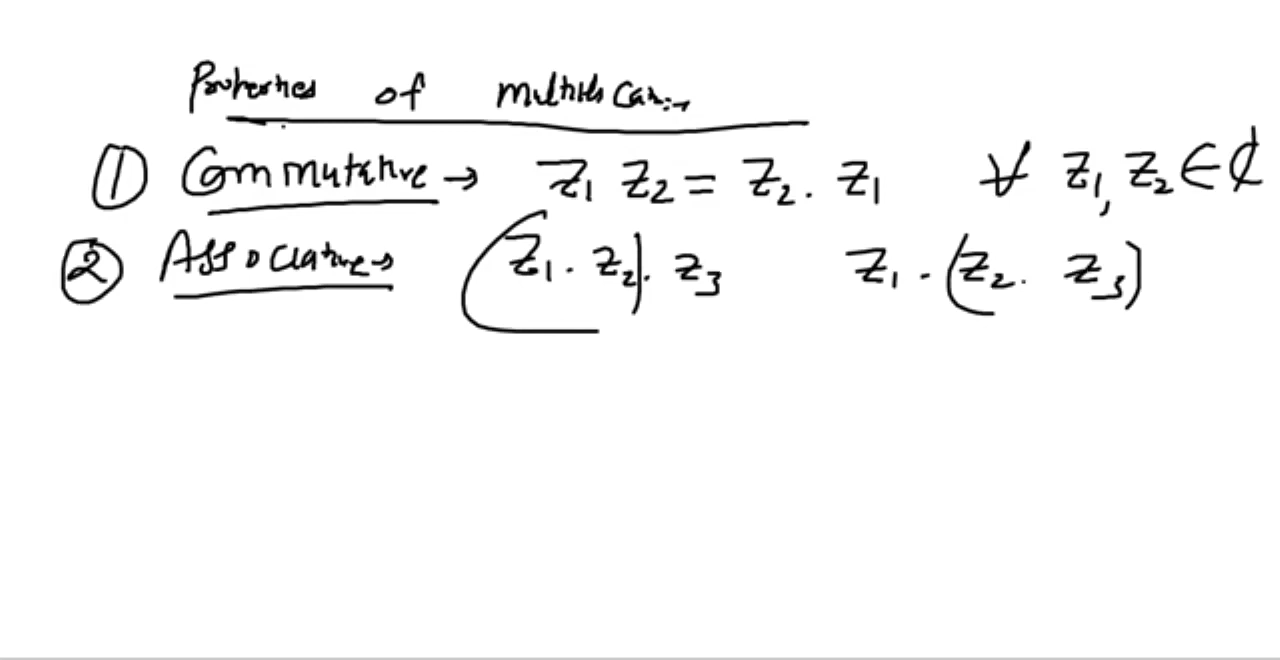 Properties of multiplication
① Commutative → Z₁ Z₂ = Z₂ . Z₁ ∀ Z₁, Z₂ ∈ ₵
② Associative → (Z₁ . Z₂) . Z₃ Z₁ . (Z₂ . Z₃)